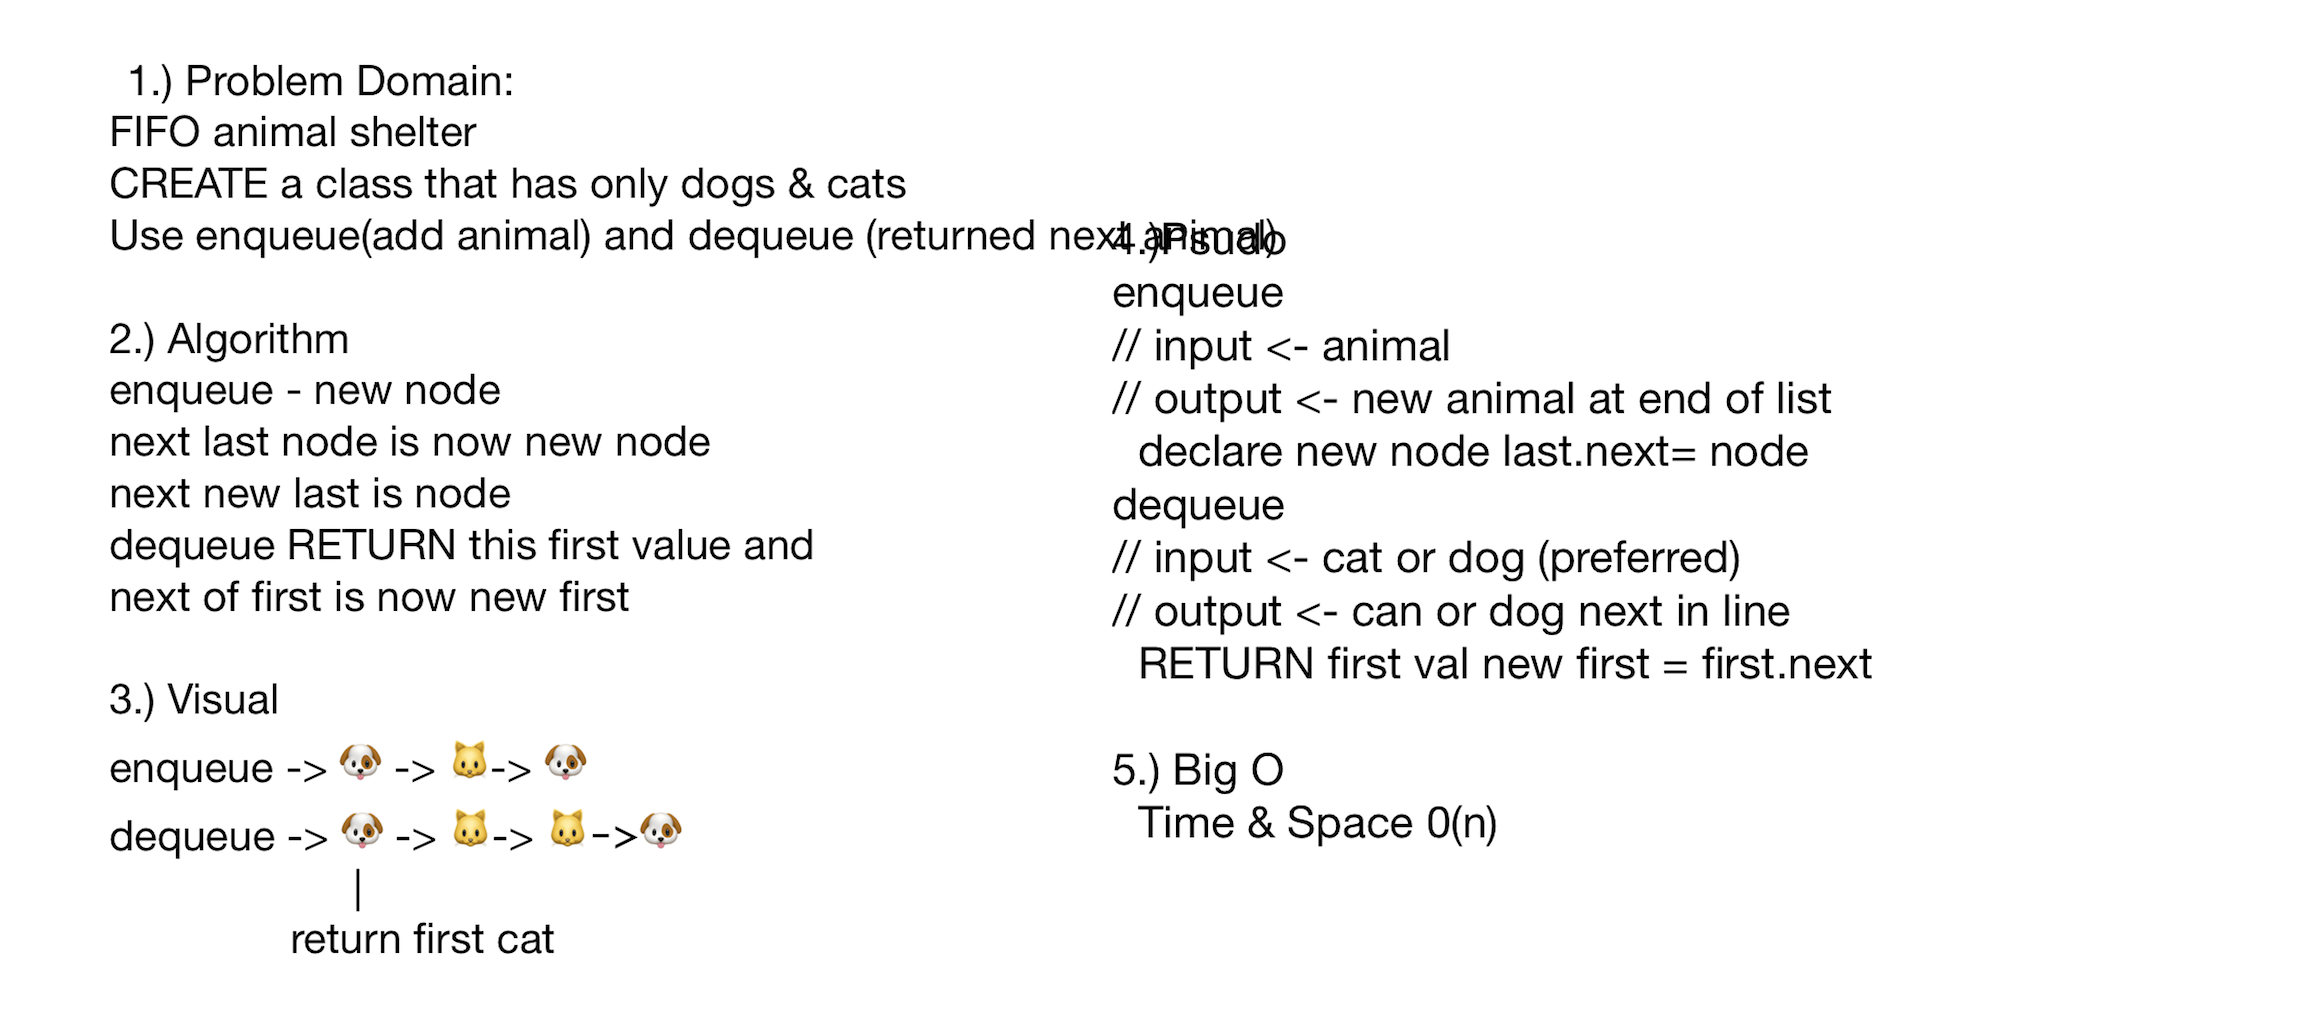 1.) Problem Domain:
FIFO animal shelter
CREATE a class that has only dogs & cats
Use enqueue(add animal) and dequeue (returned next animal)

2.) Algorithm
enqueue - new node
next last node is now new node
next new last is node
dequeue RETURN this first value and
next of first is now new first

3.) Visual
enqueue -> 🐶 -> 🐱-> 🐶
dequeue -> 🐶 -> 🐱-> 🐱->🐶
|
return first cat

4.)Psudo
enqueue
// input <- animal
// output <- new animal at end of list
declare new node last.next= node
dequeue
// input <- cat or dog (preferred)
// output <- can or dog next in line
RETURN first val new first = first.next

5.) Big O
Time & Space 0(n)